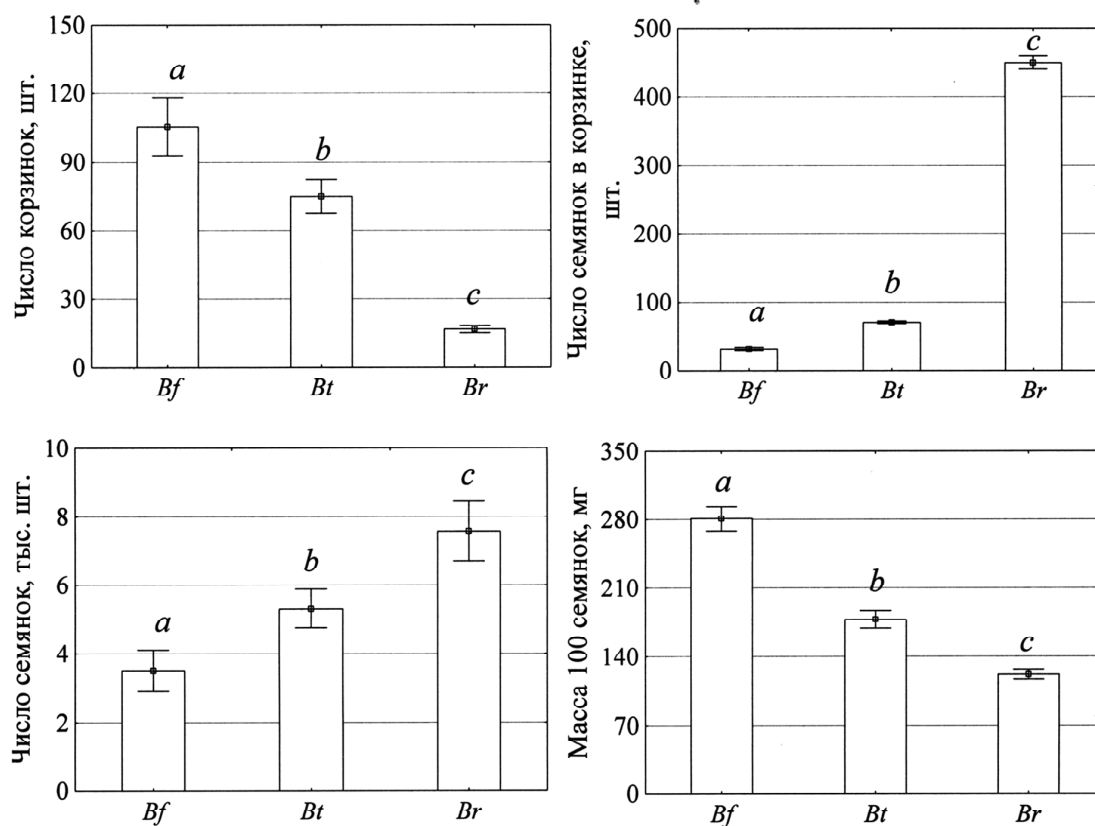 Число корзинок, шт.
150
120
90
60
30
0
a
b
c
Bf
Bt
Br
Число семянок в корзинке,
шт.
500
400
300
200
100
0
a
b
c
Bf
Bt
Br
Число семянок, тыс. шт.
10
8
6
4
2
0
a
b
c
Bf
Bt
Br
Масса 100 семянок, мг
350
280
210
140
70
0
a
b
c
Bf
Bt
Br